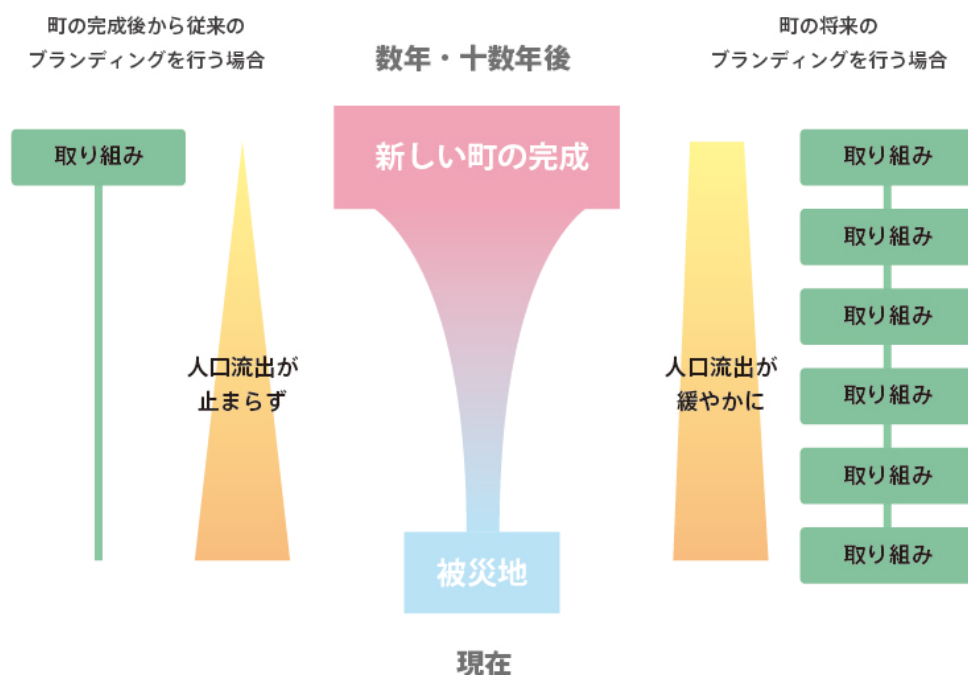 町の完成後から従来の
ブランディングを行う場合
取り組み
人口流出が
止まらず
数年・十数年後
新しい町の完成
被災地
現在
町の将来の
ブランディングを行う場合
人口流出が
緩やかに
取り組み
取り組み
取り組み
取り組み
取り組み
取り組み